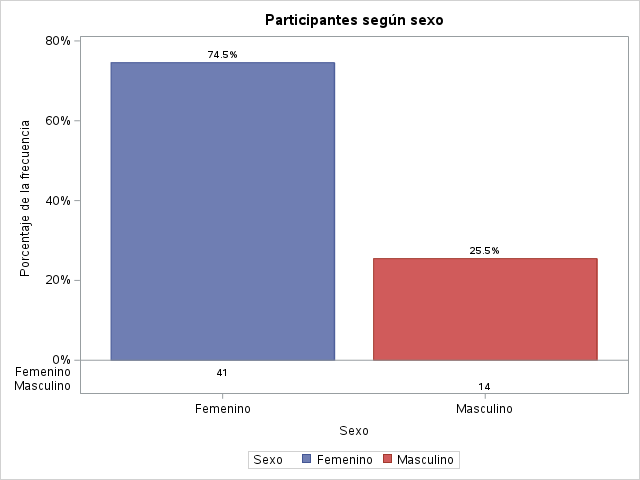 Participantes según sexo
80%
60%
40%
20%
0%
Porcentaje de la frecuencia
74.5%
25.5%
Femenino 41
Masculino 14
Femenino Masculino
Sexo
Sexo Femenino Masculino